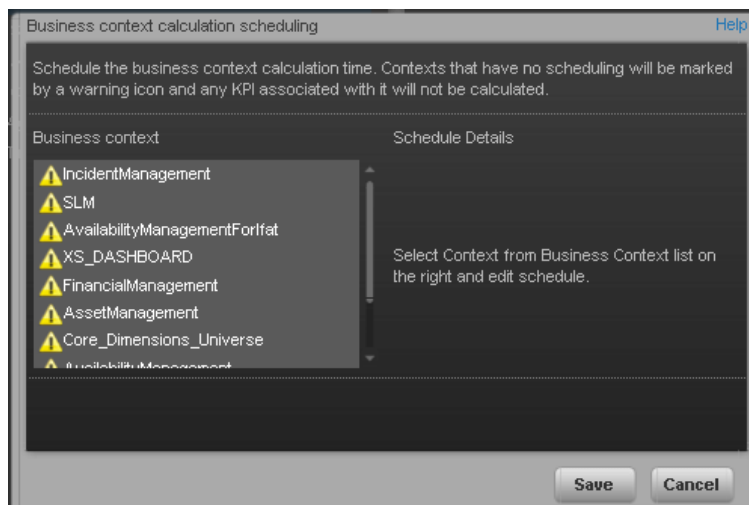 Business context calculation scheduling
Help
Schedule the business context calculation time. Contexts that have no scheduling will be marked
by a warning icon and any KPI associated with it will not be calculated.
Business context
Schedule Details
IncidentManagement
SLM
AvailabilityManagementForIfat
XS_DASHBOARD
FinancialManagement
AssetManagement
Core_Dimensions_Universe
AvailabilityManagement
Select Context from Business Context list on
the right and edit schedule.
Save
Cancel